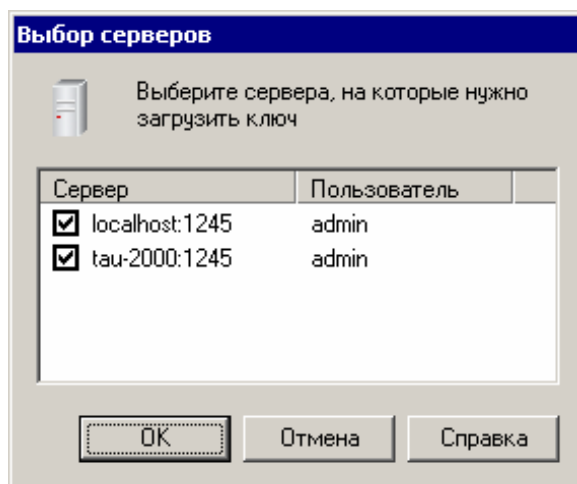 Выбор серверов
Выберите сервера, на которые нужно
загрузить ключ
Сервер Пользователь
localhost:1245 admin
tau-2000:1245 admin
OK Отмена Справка